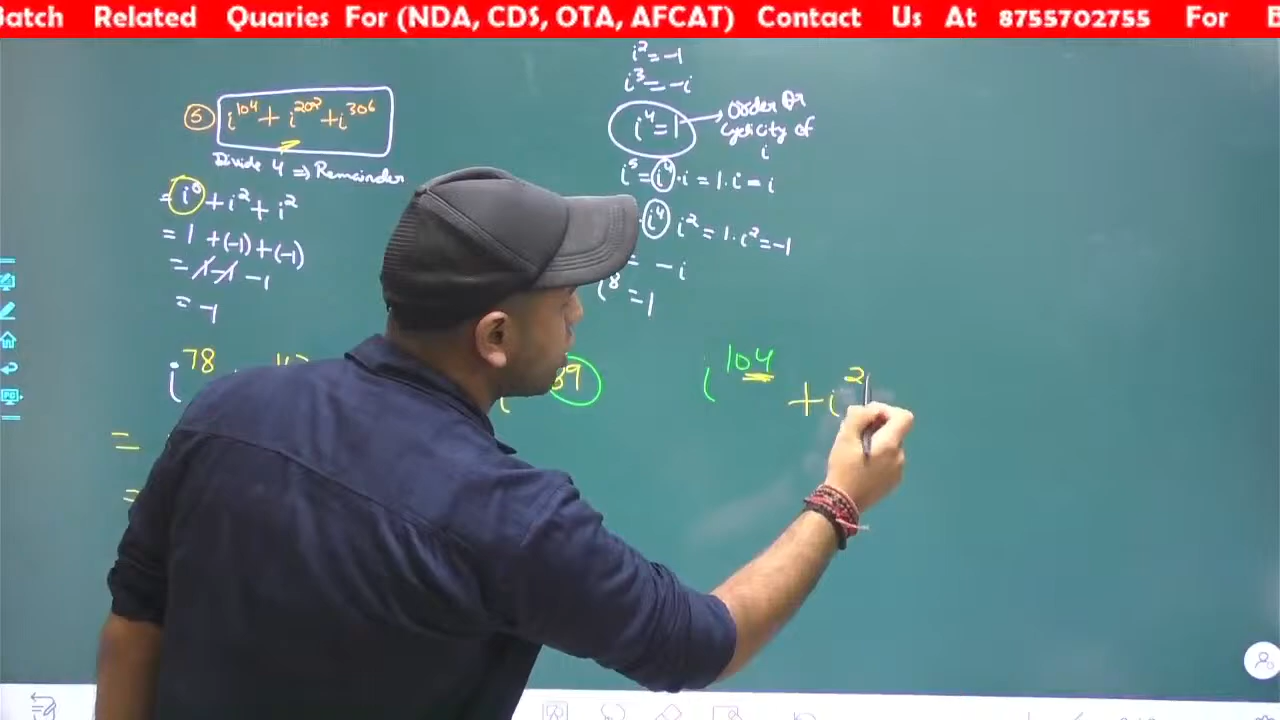 Batch Related Quaries For (NDA, CDS, OTA, AFCAT) Contact Us At 8755702755 For
i² = -1
i³ = -i
i⁴ = 1 → Order or
cyclicity of
i
i⁵ = i⁴·i = 1·i = i
i⁴·i² = 1·i² = -1
= -i
i⁸ = 1
⑤ i¹⁰⁴ + i²⁰² + i³⁰⁶
Divide 4 ⇒ Remainder
= i⁰ + i² + i²
= 1 + (-1) + (-1)
= 1 - 1 - 1
= -1
i⁷⁸
39
i¹⁰⁴ + i²
=
=